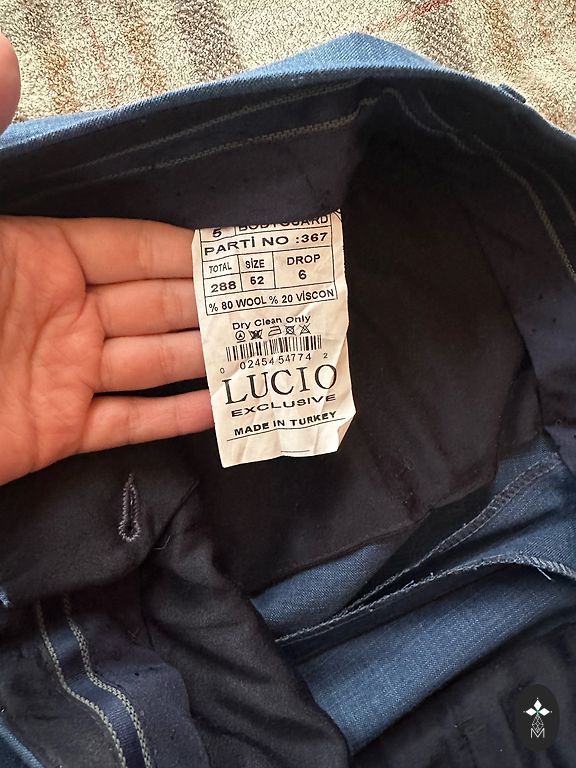 5 BODYGUARD
PARTİ NO :367
TOTAL SIZE DROP
288 52 6
% 80 WOOL % 20 VİSCON
Dry Clean Only
0 02454 54774 2
LUCIO
EXCLUSIVE
MADE IN TURKEY
M